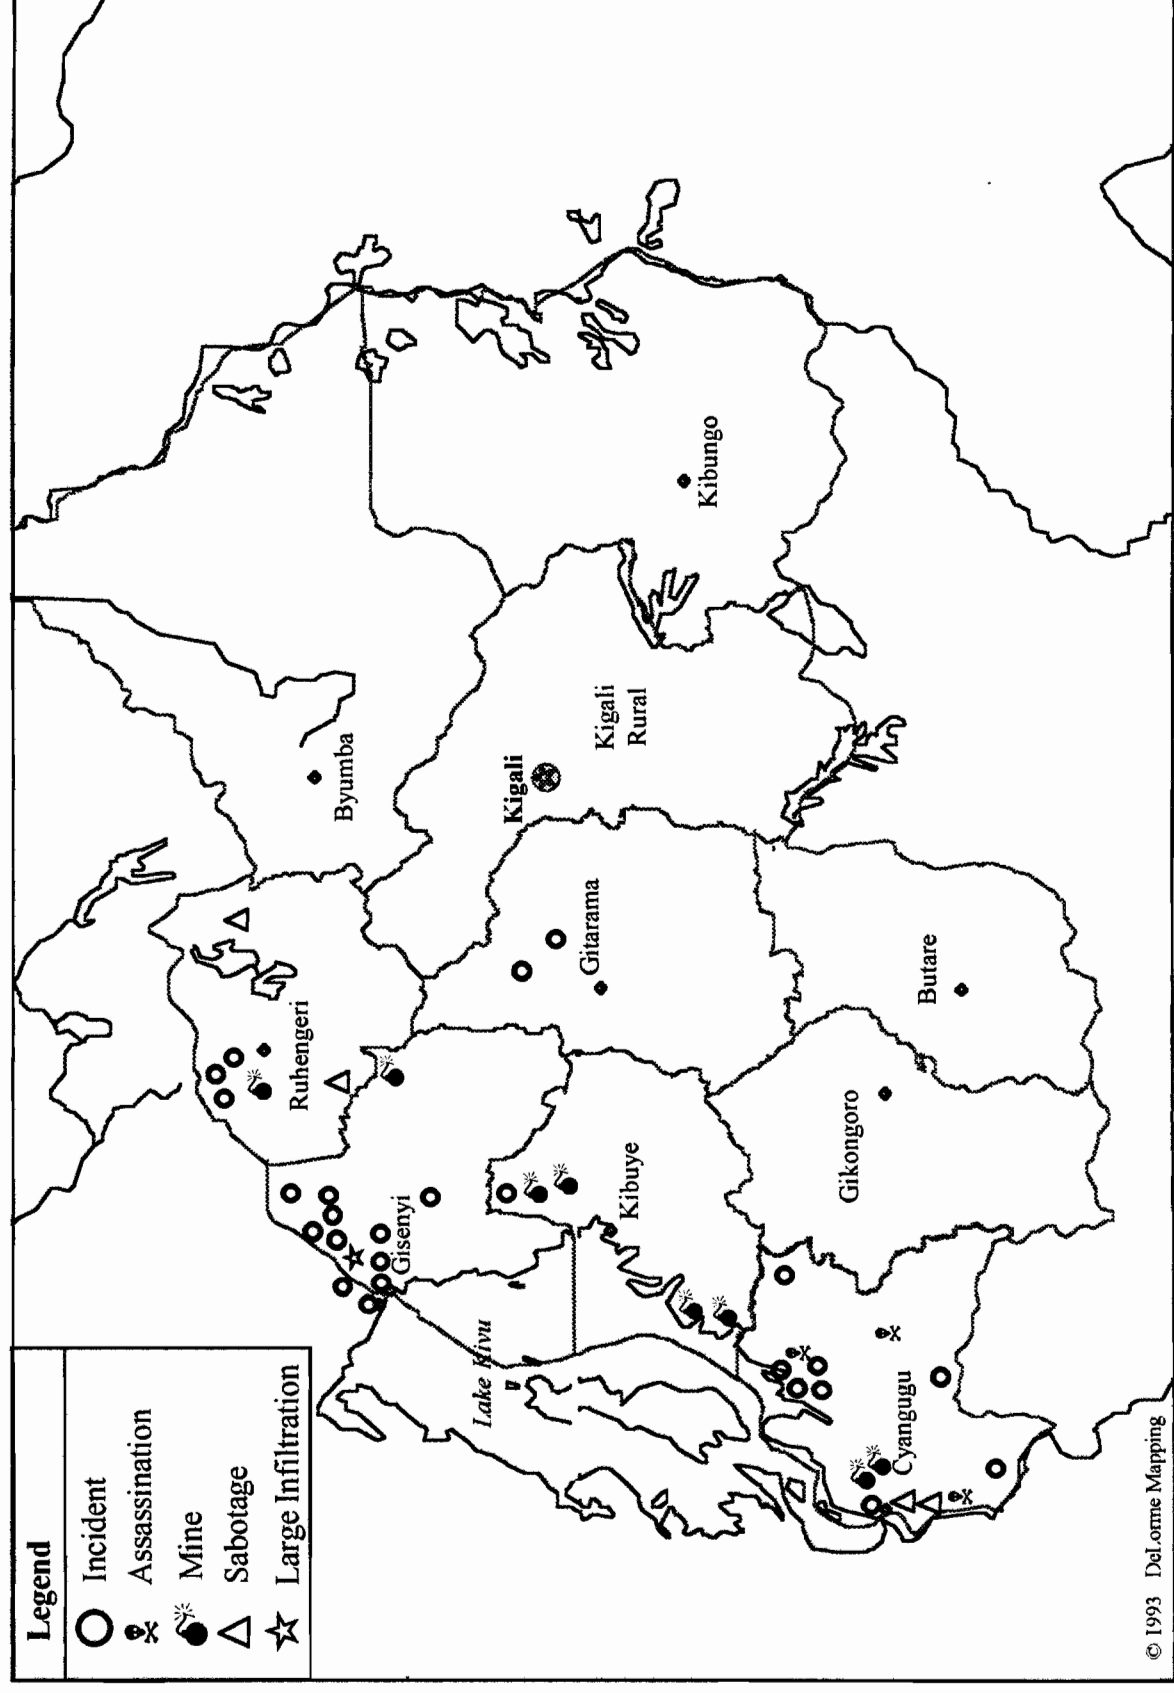 Legend
Incident
Assassination
Mine
Sabotage
Large Infiltration
Lake Kivu
Ruhengeri
Byumba
Gisenyi
Kigali
Kibuye
Gitarama
Kigali
Rural
Kibungo
Cyangugu
Gikongoro
Butare
© 1993 DeLorme Mapping